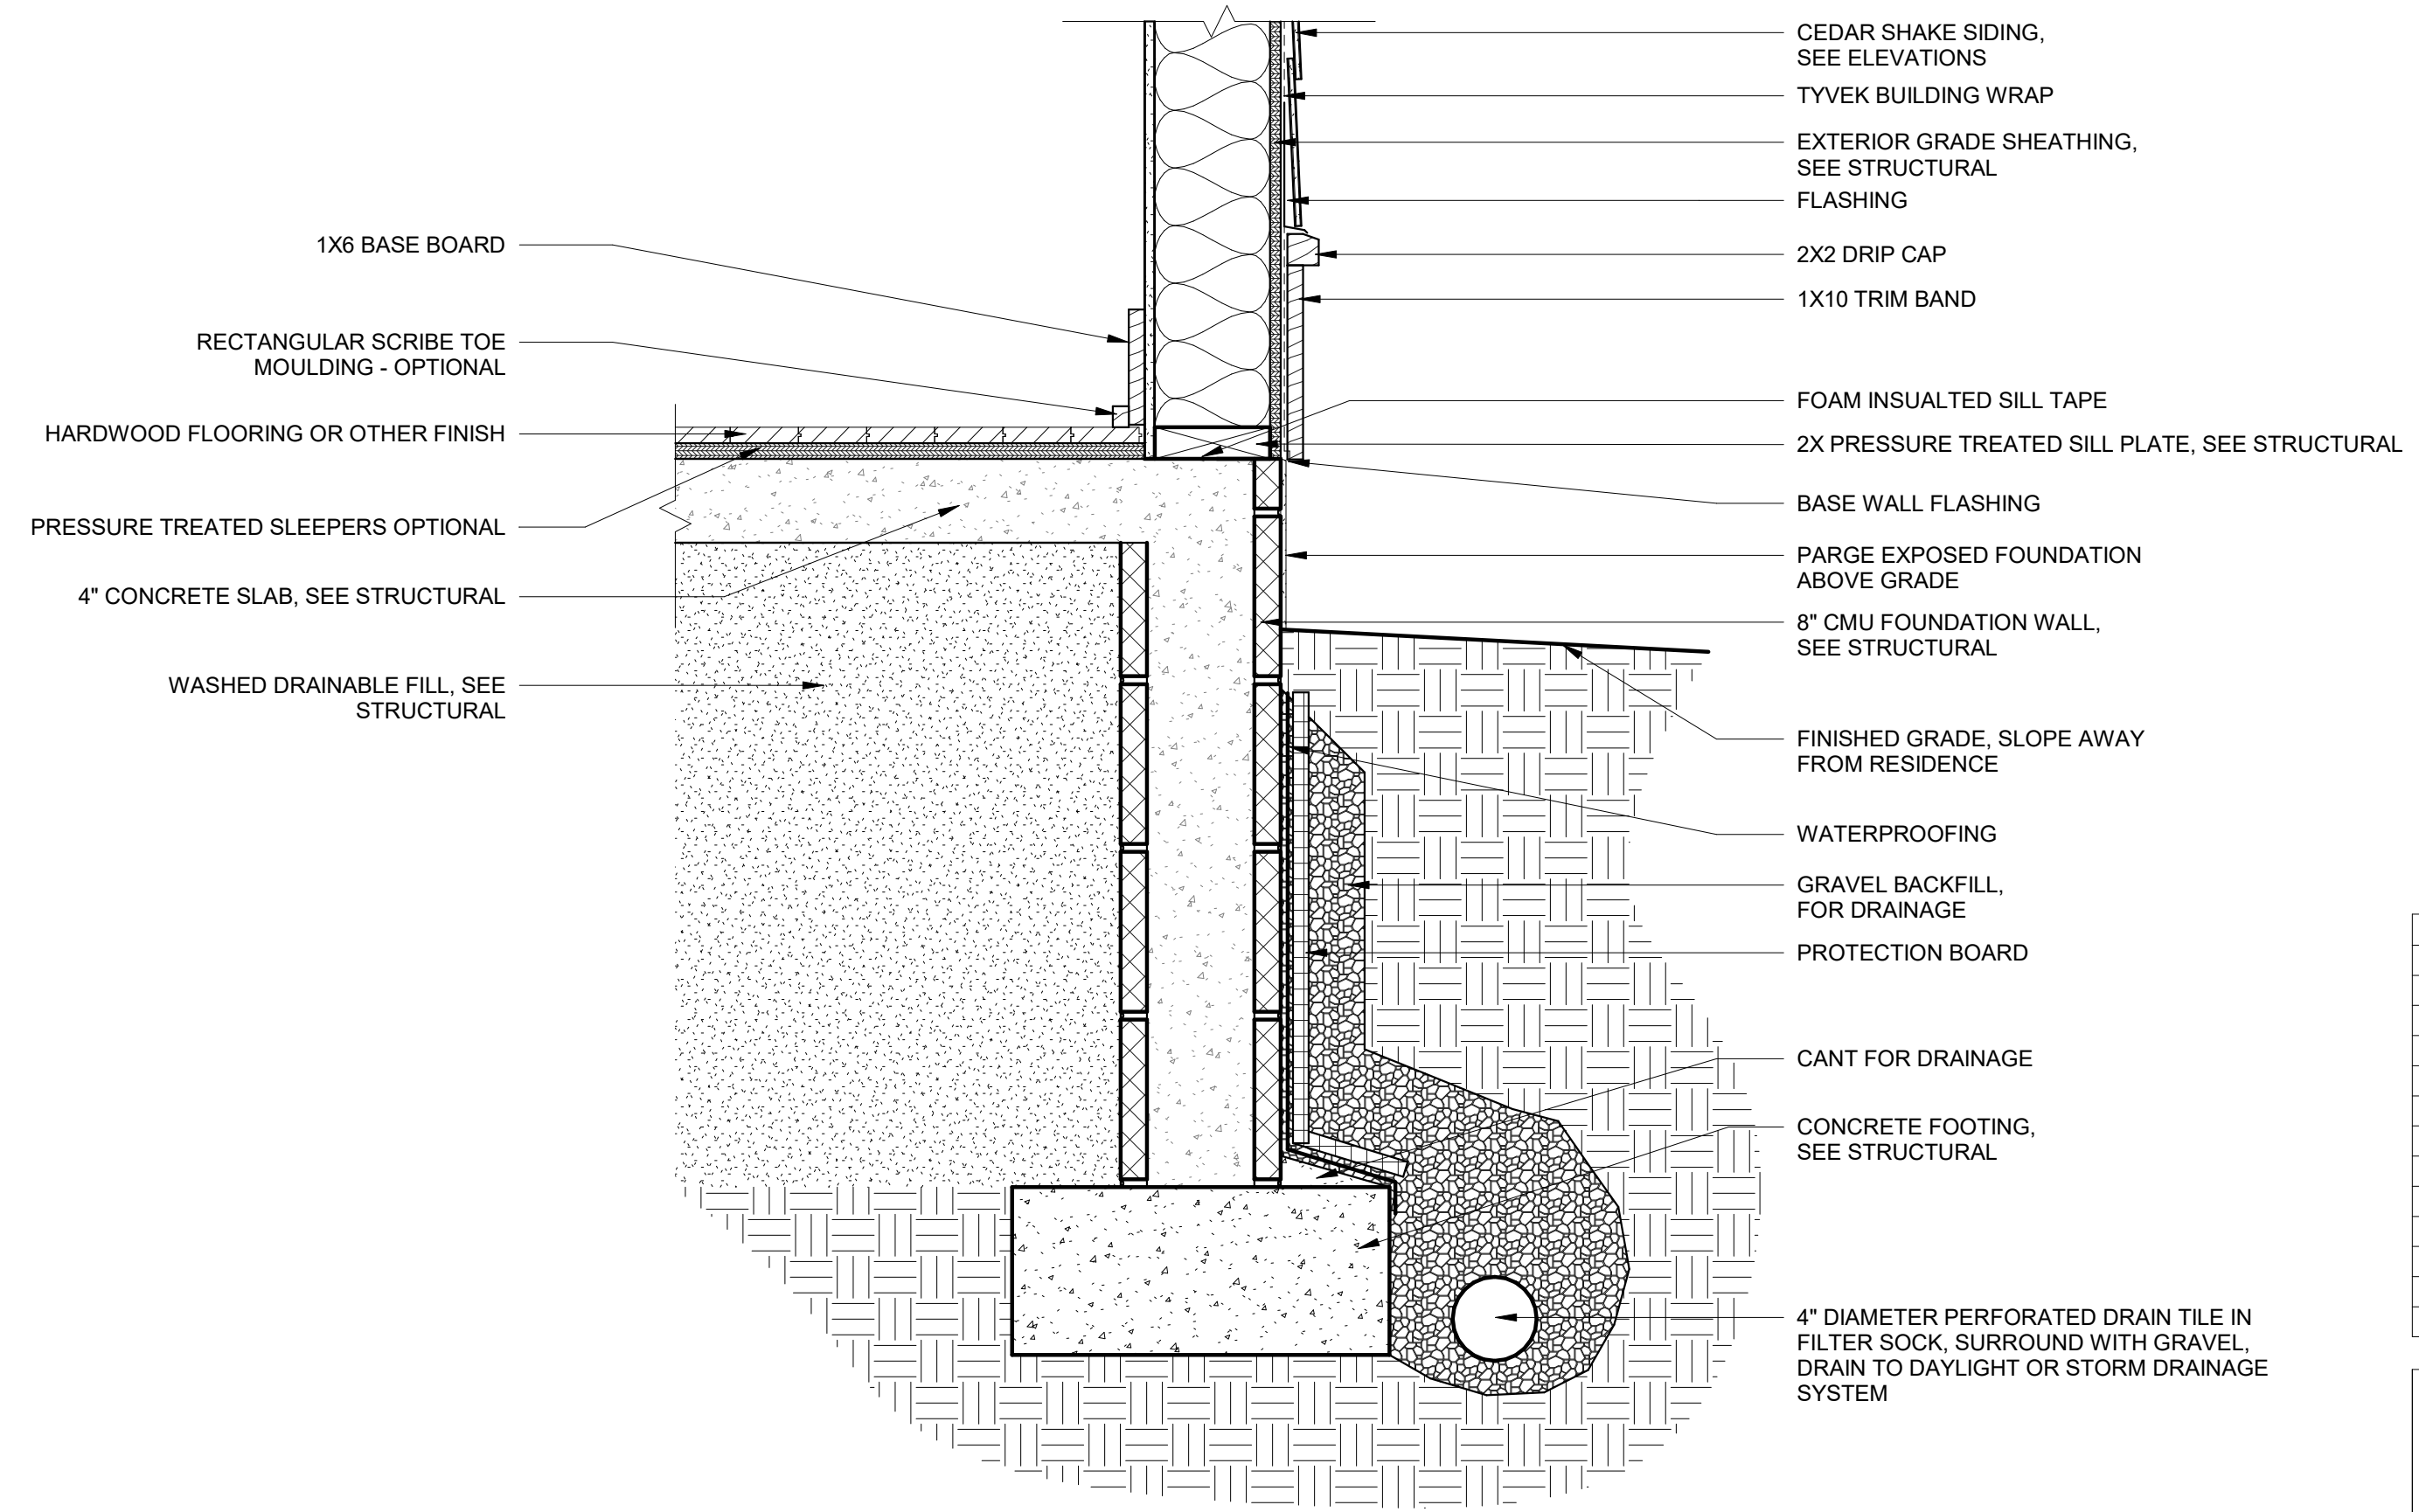 1X6 BASE BOARD
RECTANGULAR SCRIBE TOE
MOULDING - OPTIONAL
HARDWOOD FLOORING OR OTHER FINISH
PRESSURE TREATED SLEEPERS OPTIONAL
4" CONCRETE SLAB, SEE STRUCTURAL
WASHED DRAINABLE FILL, SEE
STRUCTURAL
CEDAR SHAKE SIDING,
SEE ELEVATIONS
TYVEK BUILDING WRAP
EXTERIOR GRADE SHEATHING,
SEE STRUCTURAL
FLASHING
2X2 DRIP CAP
1X10 TRIM BAND
FOAM INSUALTED SILL TAPE
2X PRESSURE TREATED SILL PLATE, SEE STRUCTURAL
BASE WALL FLASHING
PARGE EXPOSED FOUNDATION
ABOVE GRADE
8" CMU FOUNDATION WALL,
SEE STRUCTURAL
FINISHED GRADE, SLOPE AWAY
FROM RESIDENCE
WATERPROOFING
GRAVEL BACKFILL,
FOR DRAINAGE
PROTECTION BOARD
CANT FOR DRAINAGE
CONCRETE FOOTING,
SEE STRUCTURAL
4" DIAMETER PERFORATED DRAIN TILE IN
FILTER SOCK, SURROUND WITH GRAVEL,
DRAIN TO DAYLIGHT OR STORM DRAINAGE
SYSTEM